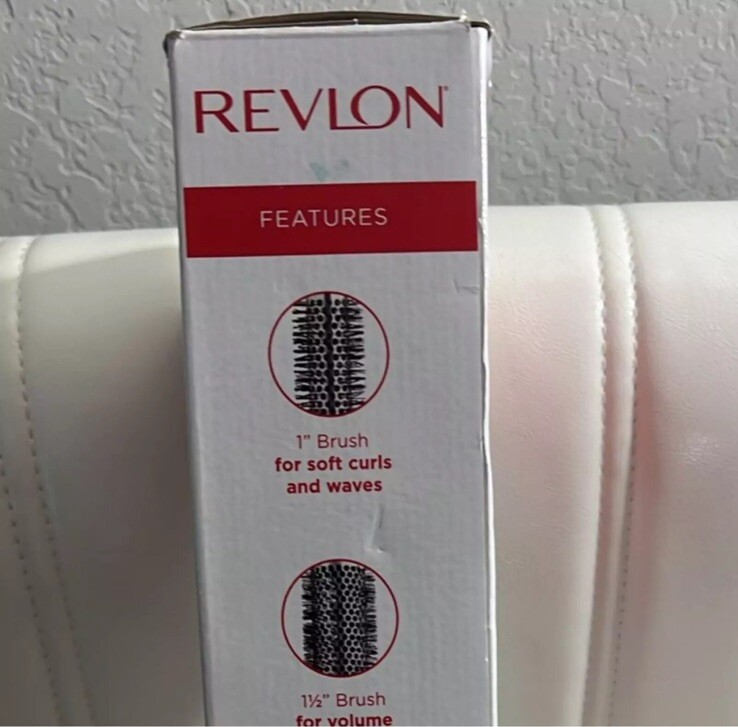 REVLON®
FEATURES
1” Brush
for soft curls
and waves
1½” Brush
for volume